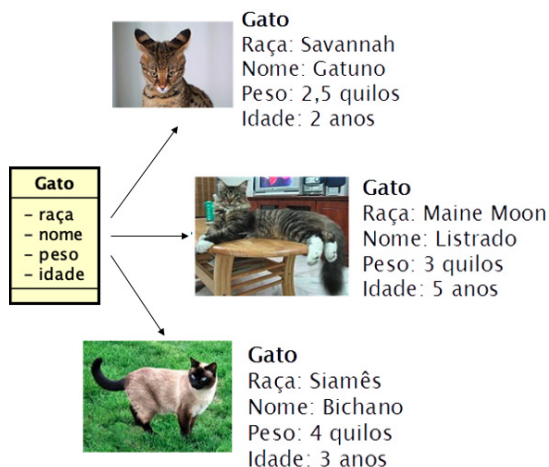 Gato
Raça: Savannah
Nome: Gatuno
Peso: 2,5 quilos
Idade: 2 anos
Gato
- raça
- nome
- peso
- idade
Gato
Raça: Maine Moon
Nome: Listrado
Peso: 3 quilos
Idade: 5 anos
Gato
Raça: Siamês
Nome: Bichano
Peso: 4 quilos
Idade: 3 anos